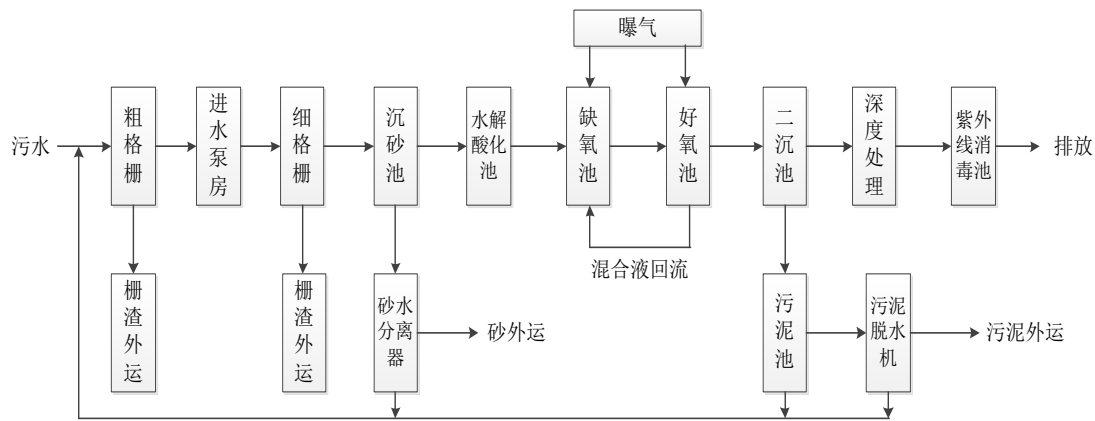 曝气
污水
粗格栅
进水泵房
细格栅
沉砂池
水解
酸化
池
缺氧池
好氧池
二沉池
深度处理
紫外
线消
毒池
排放
混合液回流
栅渣外运
栅渣外运
砂水
分离
器
砂外运
污泥池
污泥
脱水
机
污泥外运